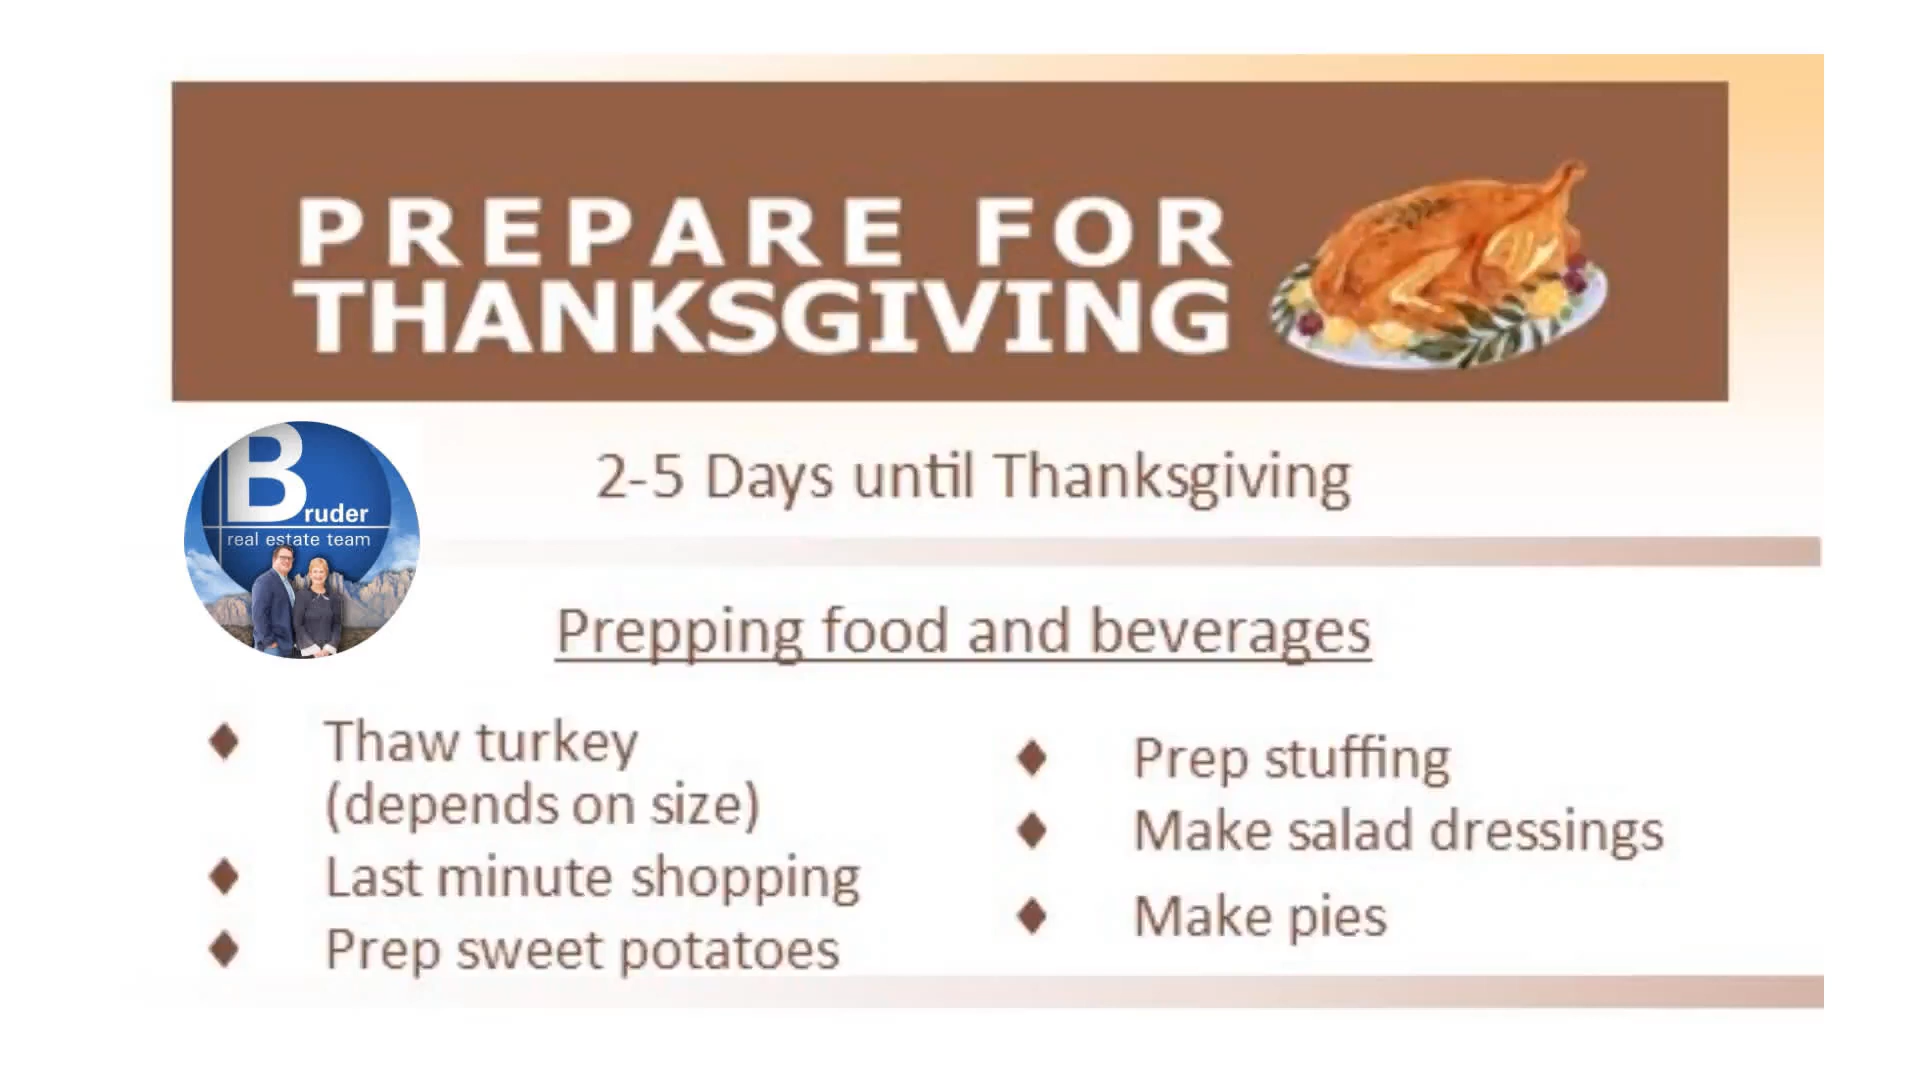 PREPARE FOR
THANKSGIVING
Bruder
real estate team
2-5 Days until Thanksgiving
Prepping food and beverages
Thaw turkey
(depends on size)
Last minute shopping
Prep sweet potatoes
Prep stuffing
Make salad dressings
Make pies